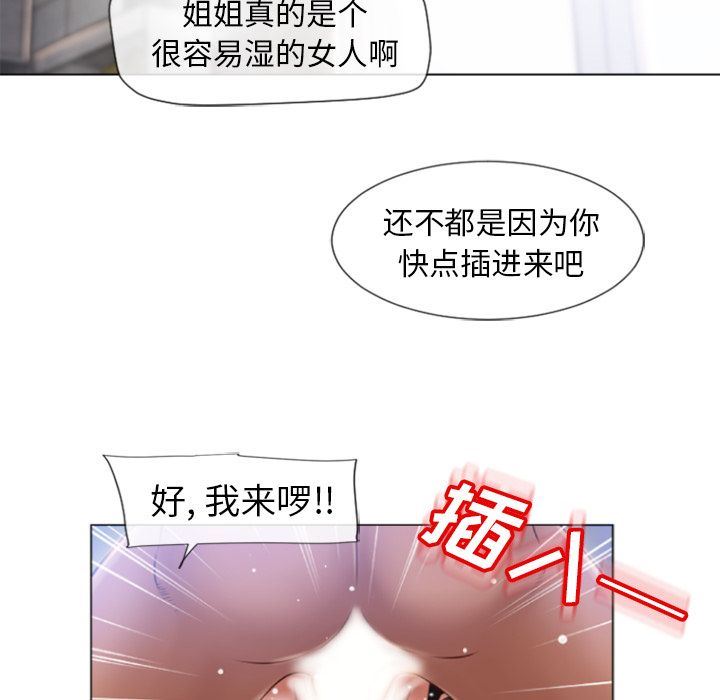 姐姐真的是个
很容易湿的女人啊
还不都是因为你
快点插进来吧
好, 我来啰!!
插入一